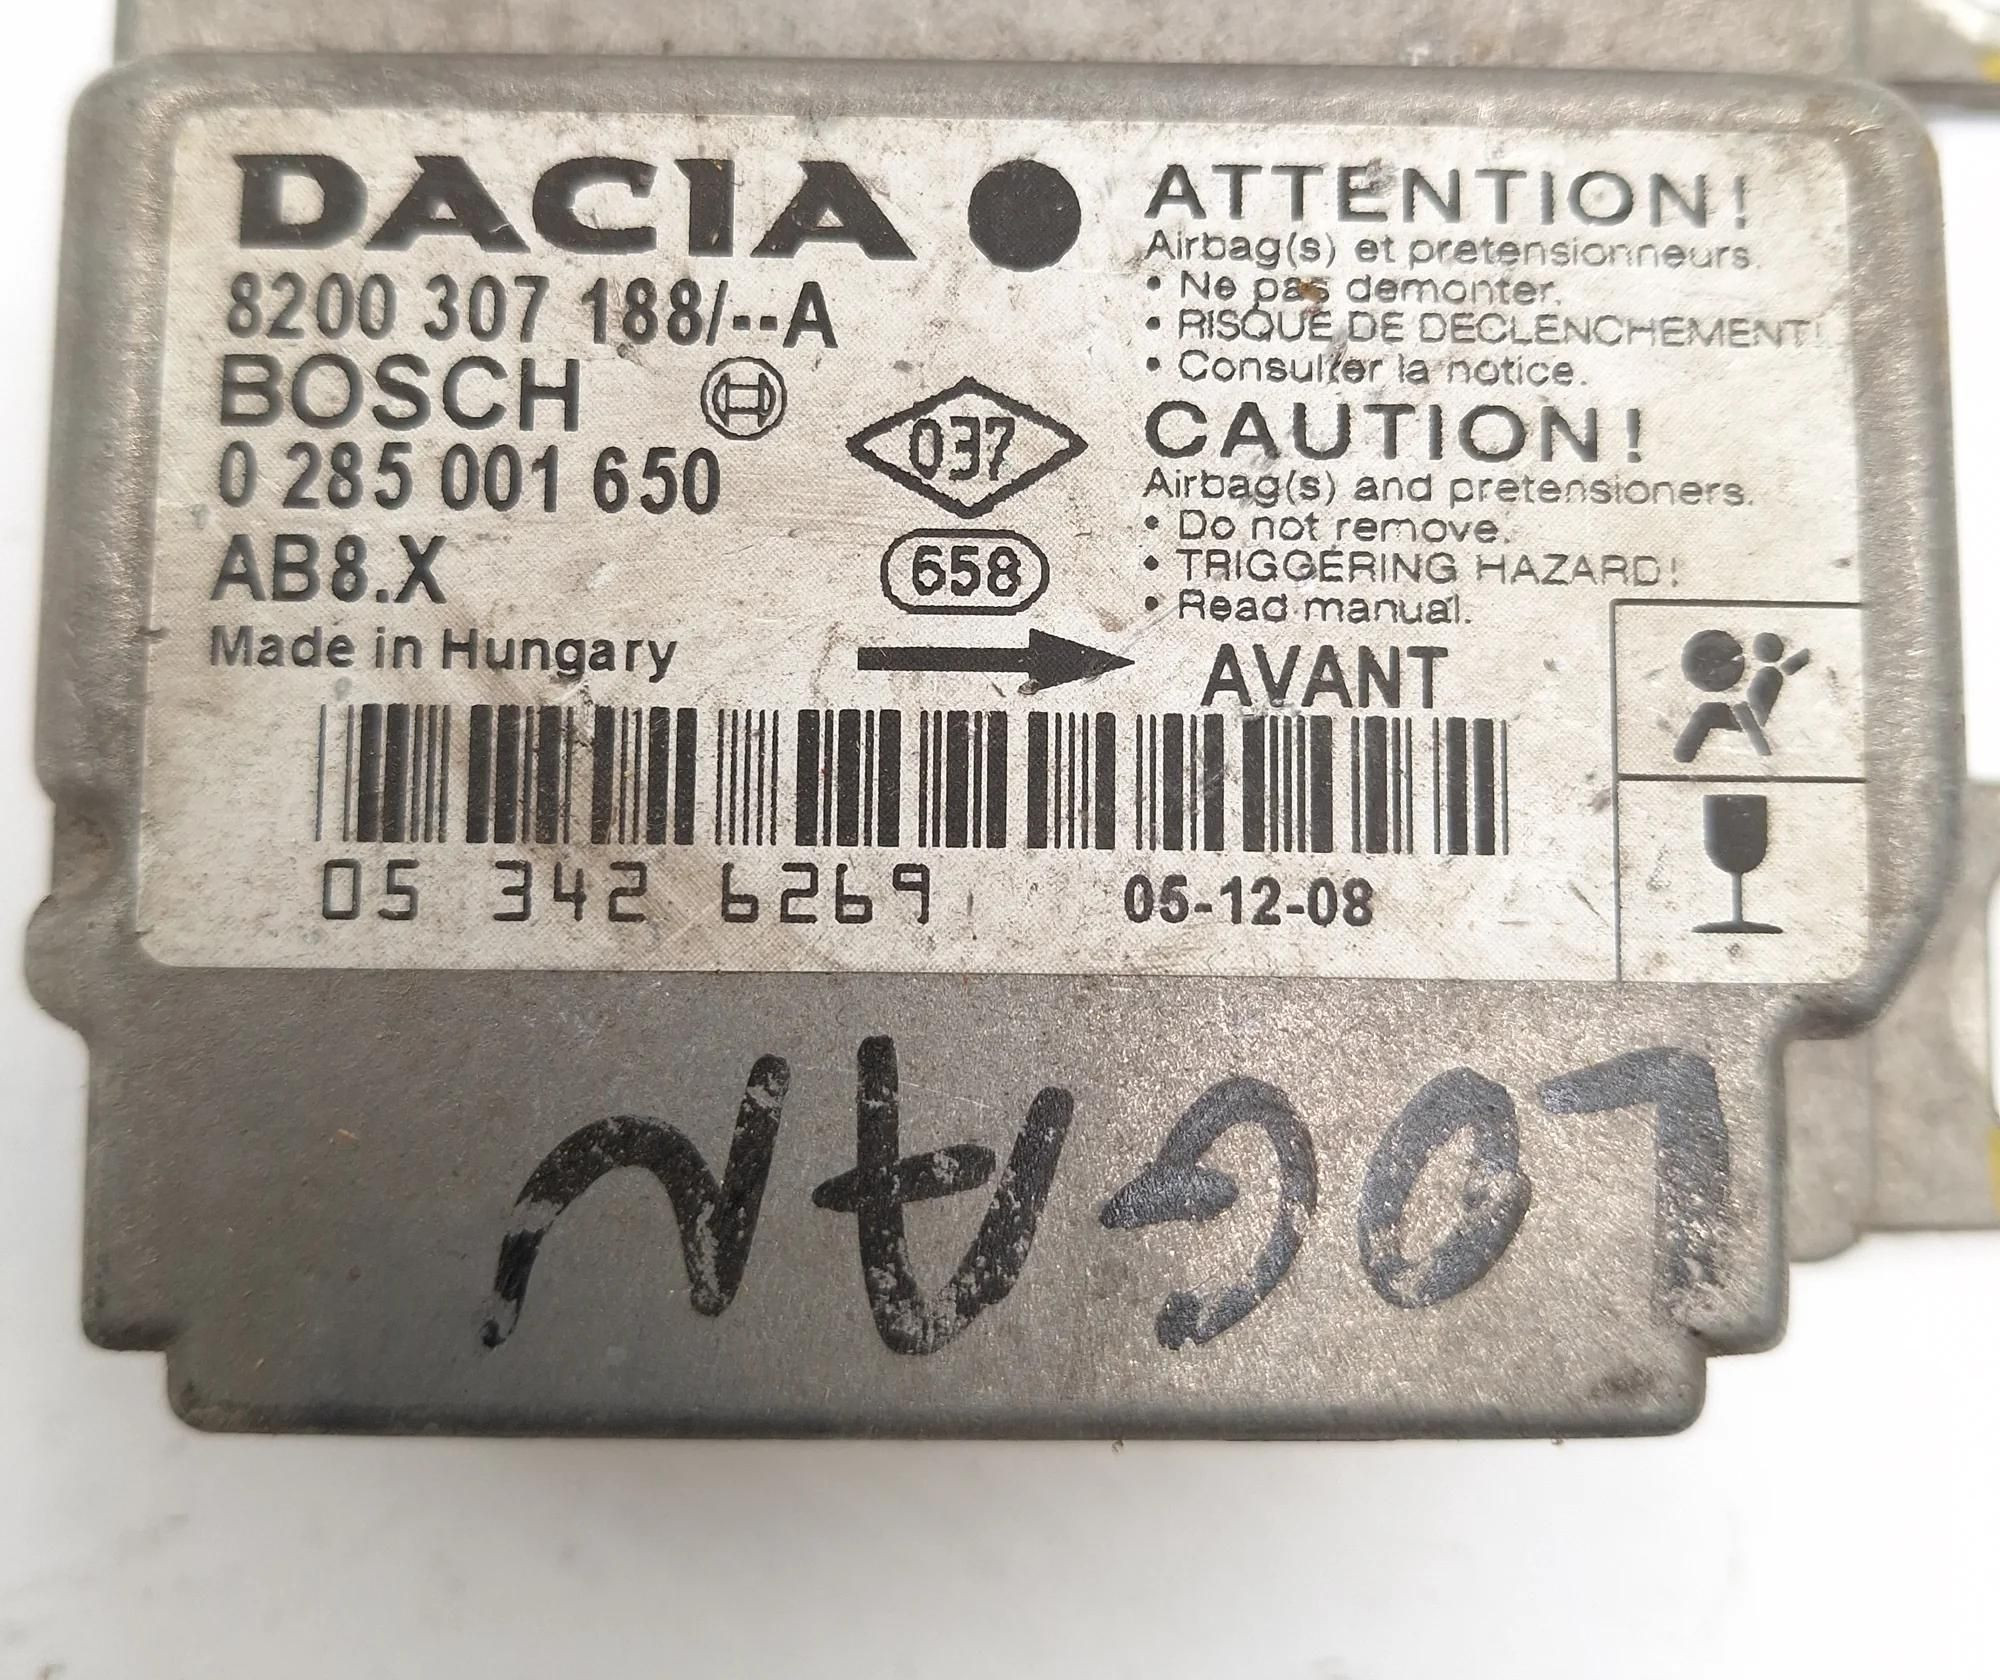 DACIA
8200 307 188/--A
BOSCH
0 285 001 650
AB8.X
Made in Hungary
037
658
ATTENTION!
Airbag(s) et pretensionneurs.
• Ne pas demonter.
• RISQUE DE DECLENCHEMENT!
• Consulter la notice.
CAUTION!
Airbag(s) and pretensioners.
• Do not remove.
• TRIGGERING HAZARD!
• Read manual.
AVANT
05 342 6269
05-12-08
LOGAN